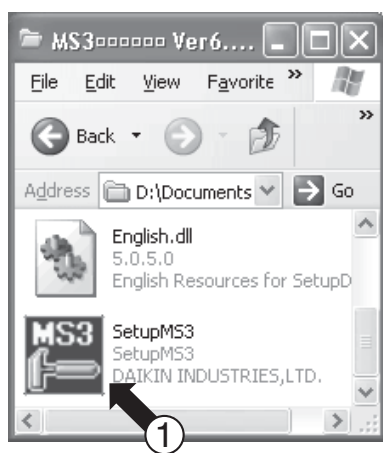 MS3□□□□□□ Ver6....
File Edit View Favorite »
Back »
Address D:\Documents Go
English.dll
5.0.5.0
English Resources for SetupD
MS3
SetupMS3
SetupMS3
DAIKIN INDUSTRIES,LTD.
1